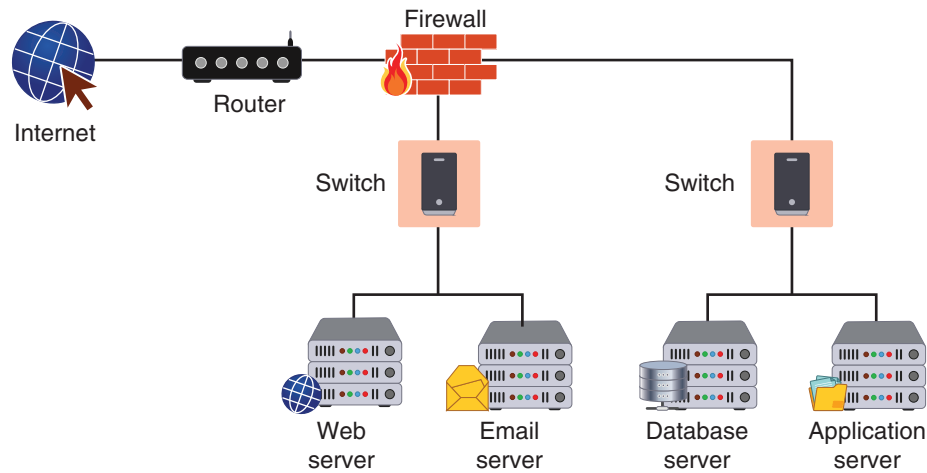 Firewall
Router
Internet
Switch
Switch
Web
server
Email
server
Database
server
Application
server